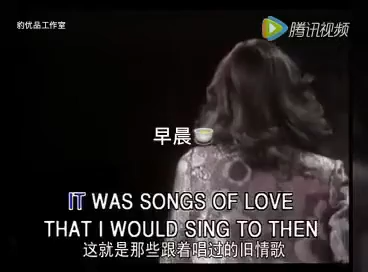 豹优品工作室
腾讯视频
早晨🍵
IT WAS SONGS OF LOVE
THAT I WOULD SING TO THEN
这就是那些跟着唱过的旧情歌